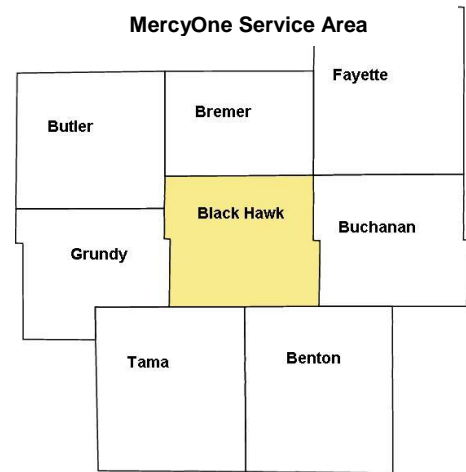 MercyOne Service Area
Fayette
Butler
Bremer
Black Hawk
Buchanan
Grundy
Tama
Benton